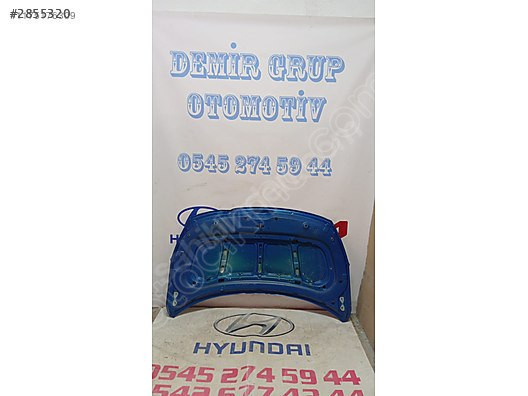 #2855320
DEMİR GRUP
OTOMOTİV
0545 274 59 44
HYUNDAI
0545 274 59 44